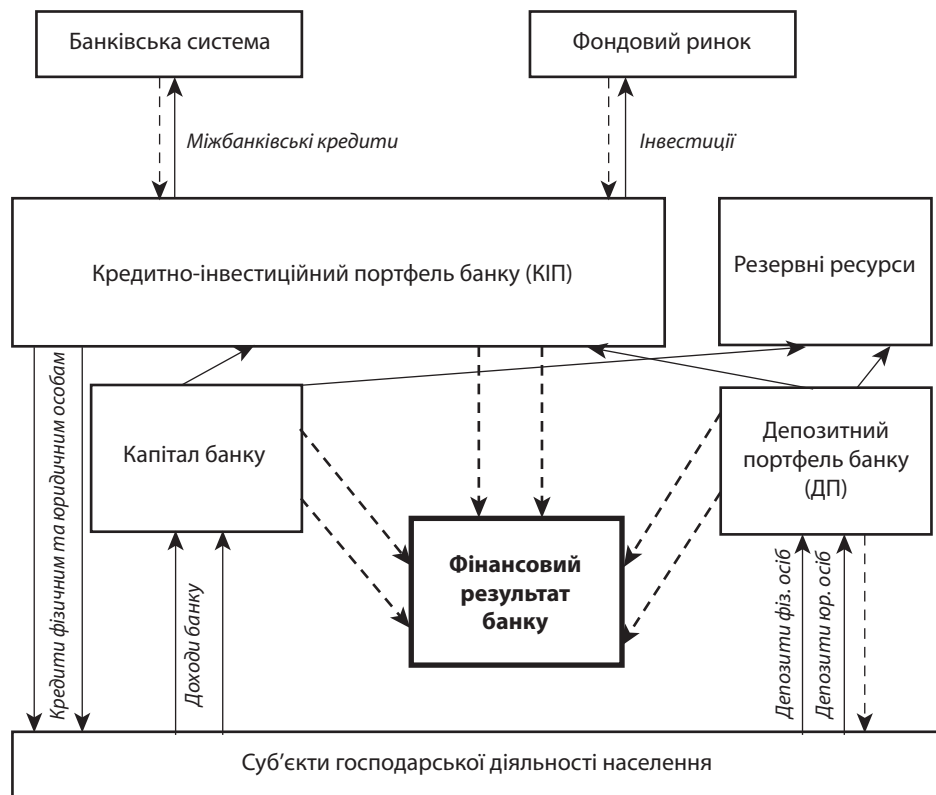 Банківська система
Фондовий ринок
Міжбанківські кредити
Інвестиції
Кредитно-інвестиційний портфель банку (КІП)
Резервні ресурси
Кредити фізичним та юридичним особам
Капітал банку
Депозитний
портфель банку
(ДП)
Фінансовий
результат
банку
Доходи банку
Депозити фіз. осіб
Депозити юр. осіб
Суб’єкти господарської діяльності населення